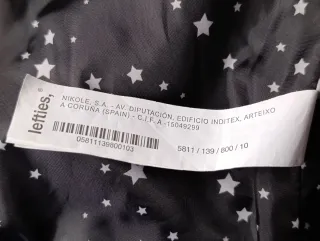 lefties,
NIKOLE, S.A. - AV. DIPUTACIÓN, EDIFICIO INDITEX, ARTEIXO
A CORUÑA (SPAIN) - C.I.F. A -15049299
05811139800103
5811 / 139 / 800 / 10